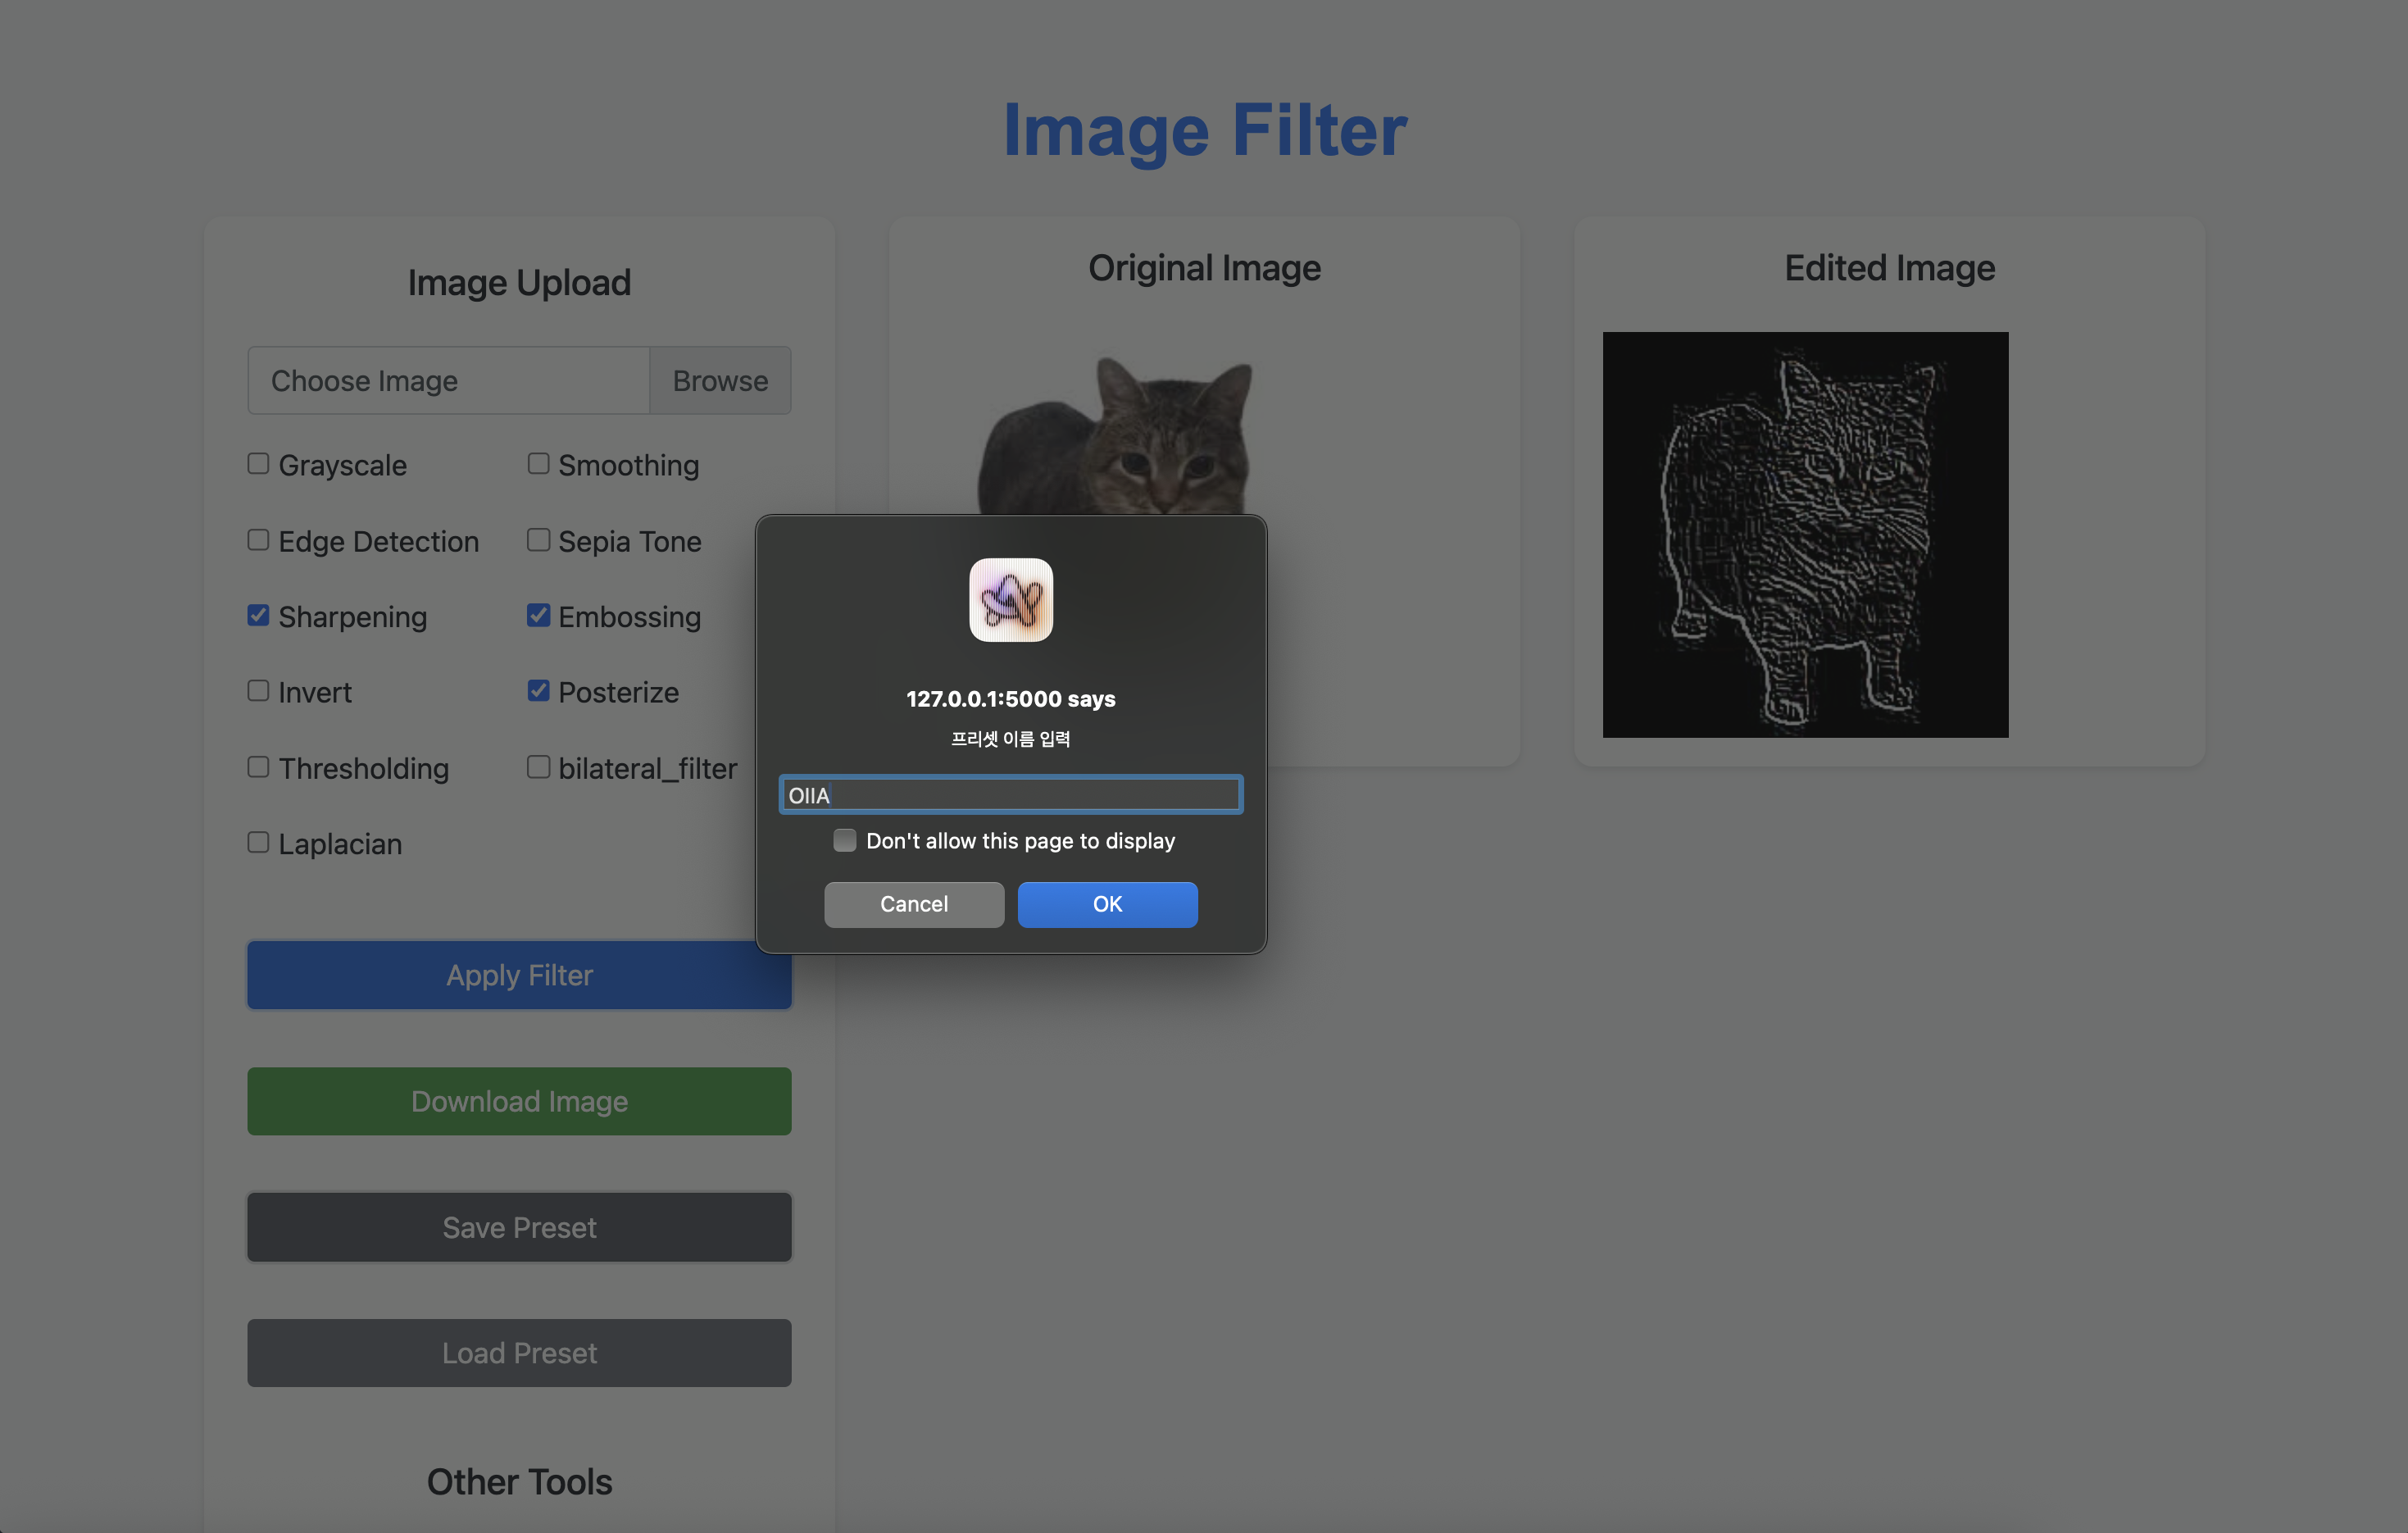 Image Filter
Image Upload
Choose Image Browse
Grayscale Smoothing
Edge Detection Sepia Tone
Sharpening Embossing
Invert Posterize
Thresholding bilateral_filter
Laplacian
Apply Filter
Download Image
Save Preset
Load Preset
Other Tools
Original Image
Edited Image
127.0.0.1:5000 says
프리셋 이름 입력
OIIA
Don't allow this page to display
Cancel OK